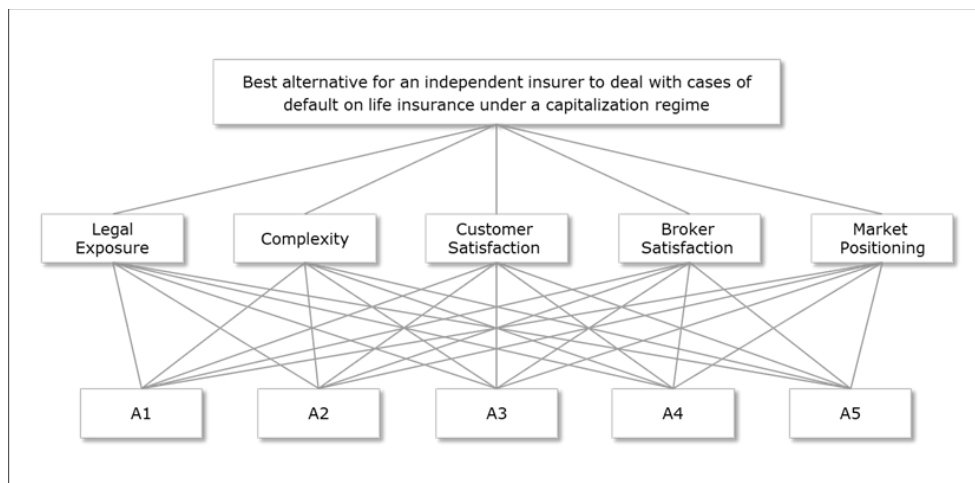 Best alternative for an independent insurer to deal with cases of
default on life insurance under a capitalization regime
Legal
Exposure
Complexity
Customer
Satisfaction
Broker
Satisfaction
Market
Positioning
A1
A2
A3
A4
A5